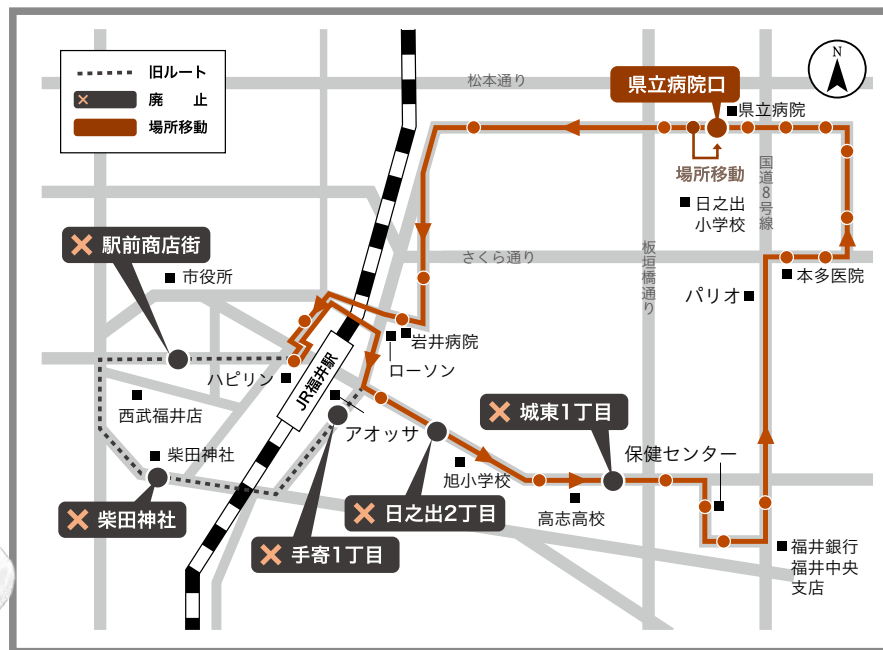 旧ルート
廃 止
場所移動
松本通り
N
県立病院口
県立病院
場所移動
国道8号線
日之出
小学校
板垣橋通り
さくら通り
本多医院
パリオ
駅前商店街
市役所
岩井病院
ローソン
JR福井駅
ハピリン
西武福井店
アオッサ
柴田神社
柴田神社
手寄1丁目
日之出2丁目
旭小学校
城東1丁目
高志高校
保健センター
福井銀行
福井中央
支店